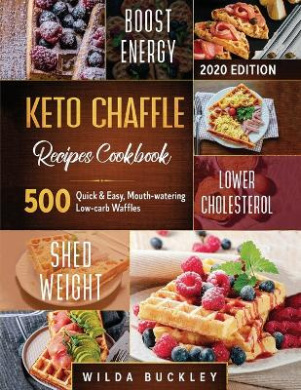 BOOST
ENERGY
2020 EDITION
KETO CHAFFLE
Recipes Cookbook
500 Quick & Easy, Mouth-watering
Low-carb Waffles
LOWER
CHOLESTEROL
SHED
WEIGHT
WILDA BUCKLEY